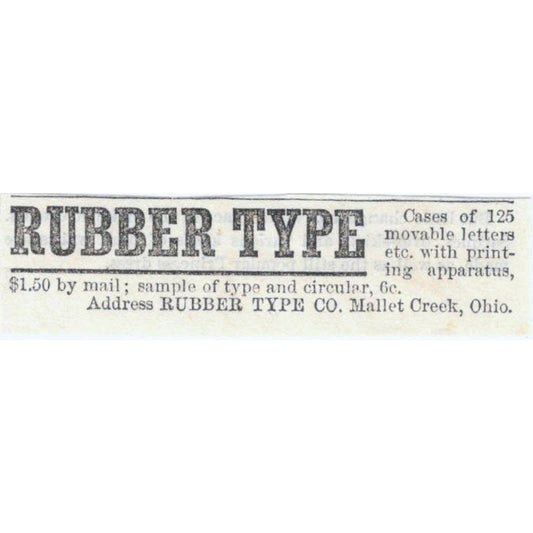 RUBBER TYPE
Cases of 125
movable letters
etc. with print-
ing apparatus,
$1.50 by mail; sample of type and circular, 6c.
Address RUBBER TYPE CO. Mallet Creek, Ohio.